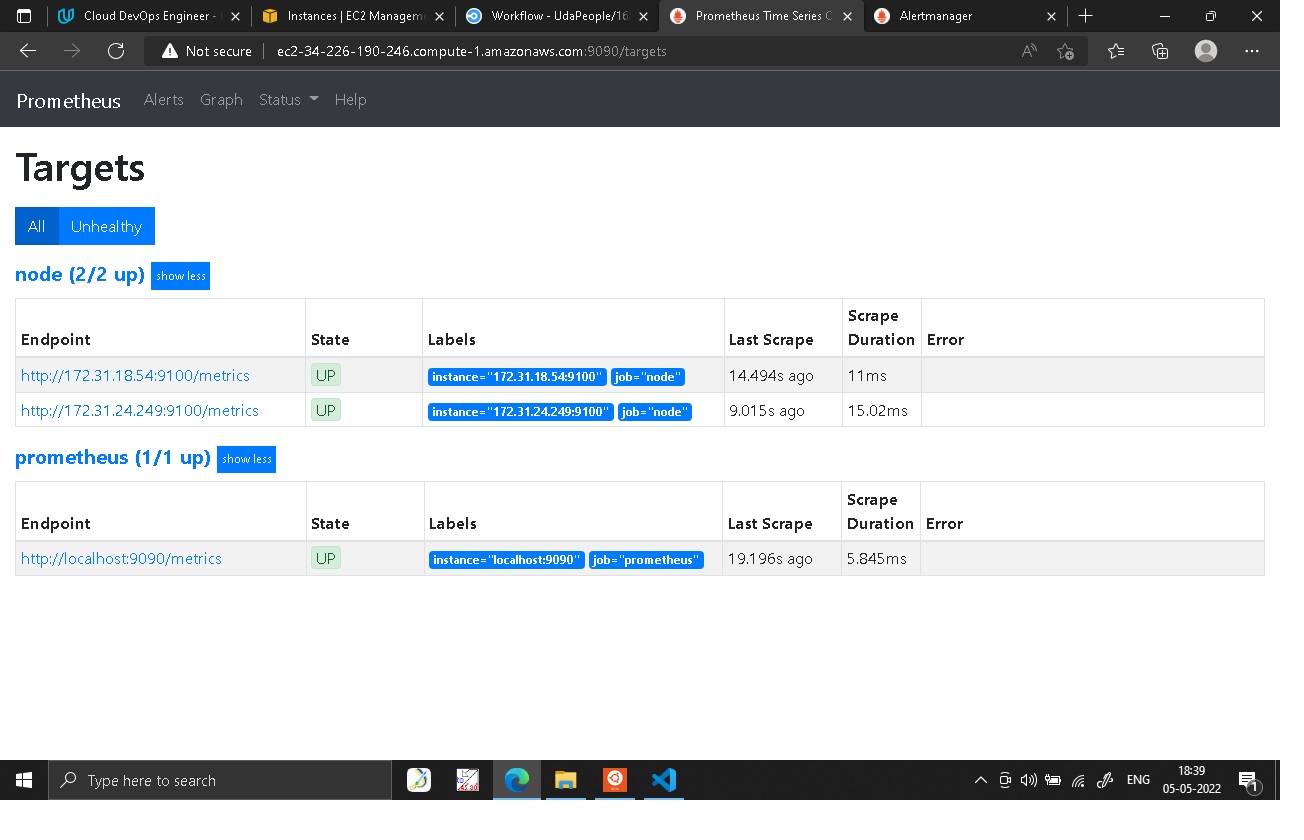 Cloud DevOps Engineer -
Instances | EC2 Managem
Workflow - UdaPeople/16
Prometheus Time Series C
Alertmanager
Not secure
ec2-34-226-190-246.compute-1.amazonaws.com:9090/targets
Prometheus Alerts Graph Status Help
Targets
All Unhealthy
node (2/2 up) show less
Endpoint State Labels Last Scrape Scrape Duration Error
http://172.31.18.54:9100/metrics UP instance="172.31.18.54:9100" job="node" 14.494s ago 11ms
http://172.31.24.249:9100/metrics UP instance="172.31.24.249:9100" job="node" 9.015s ago 15.02ms
prometheus (1/1 up) show less
Endpoint State Labels Last Scrape Scrape Duration Error
http://localhost:9090/metrics UP instance="localhost:9090" job="prometheus" 19.196s ago 5.845ms
Type here to search
ENG
18:39
05-05-2022
1